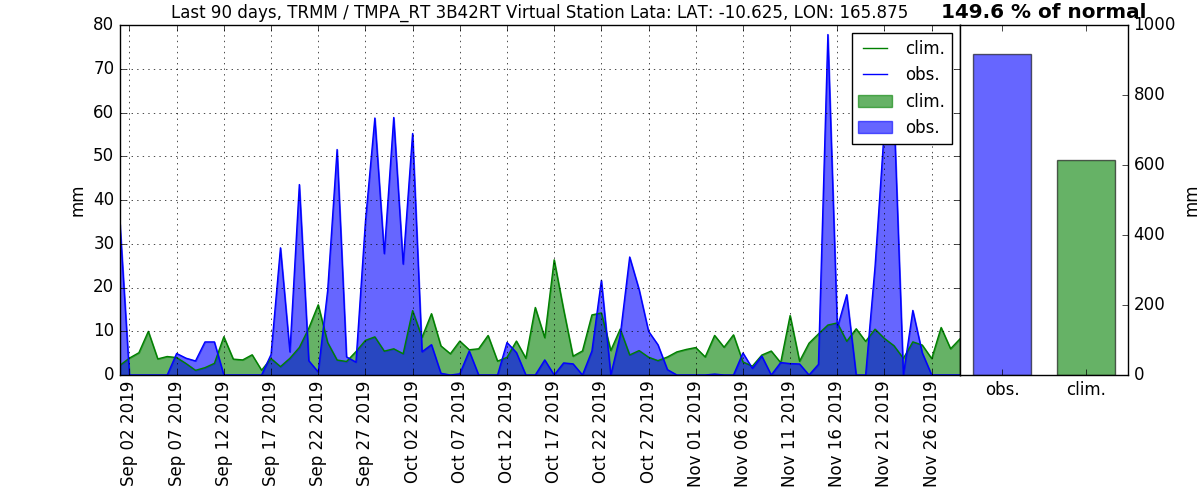 Last 90 days, TRMM / TMPA_RT 3B42RT Virtual Station Lata: LAT: -10.625, LON: 165.875
149.6 % of normal
80
70
60
50
40
30
20
10
0
mm
clim.
obs.
clim.
obs.
1000
800
600
400
200
0
mm
obs.
clim.
Sep 02 2019
Sep 07 2019
Sep 12 2019
Sep 17 2019
Sep 22 2019
Sep 27 2019
Oct 02 2019
Oct 07 2019
Oct 12 2019
Oct 17 2019
Oct 22 2019
Oct 27 2019
Nov 01 2019
Nov 06 2019
Nov 11 2019
Nov 16 2019
Nov 21 2019
Nov 26 2019